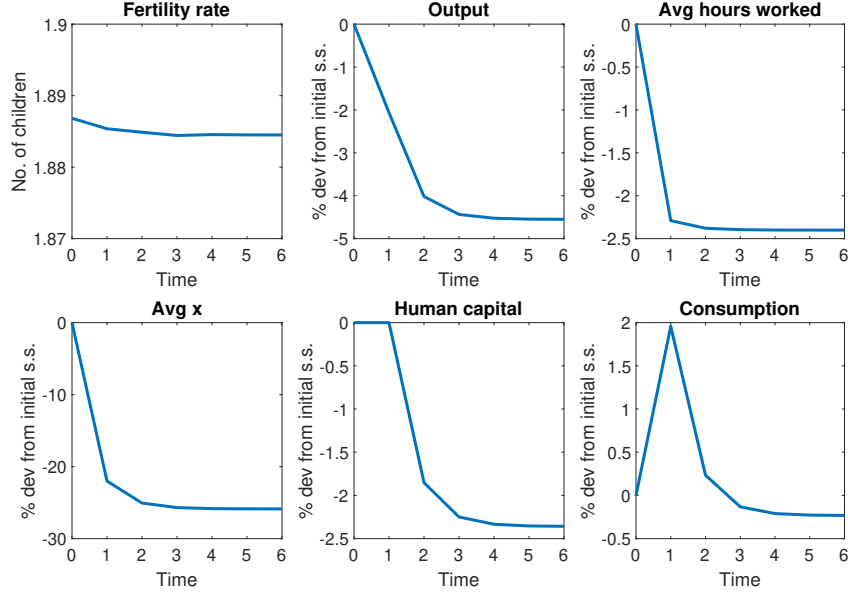 Fertility rate
No. of children
1.9
1.89
1.88
1.87
0 1 2 3 4 5 6
Time
Output
% dev from initial s.s.
0
-1
-2
-3
-4
-5
0 1 2 3 4 5 6
Time
Avg hours worked
% dev from initial s.s.
0
-0.5
-1
-1.5
-2
-2.5
0 1 2 3 4 5 6
Time
Avg x
% dev from initial s.s.
0
-10
-20
-30
0 1 2 3 4 5 6
Time
Human capital
% dev from initial s.s.
0
-0.5
-1
-1.5
-2
-2.5
0 1 2 3 4 5 6
Time
Consumption
% dev from initial s.s.
2
1.5
1
0.5
0
-0.5
0 1 2 3 4 5 6
Time